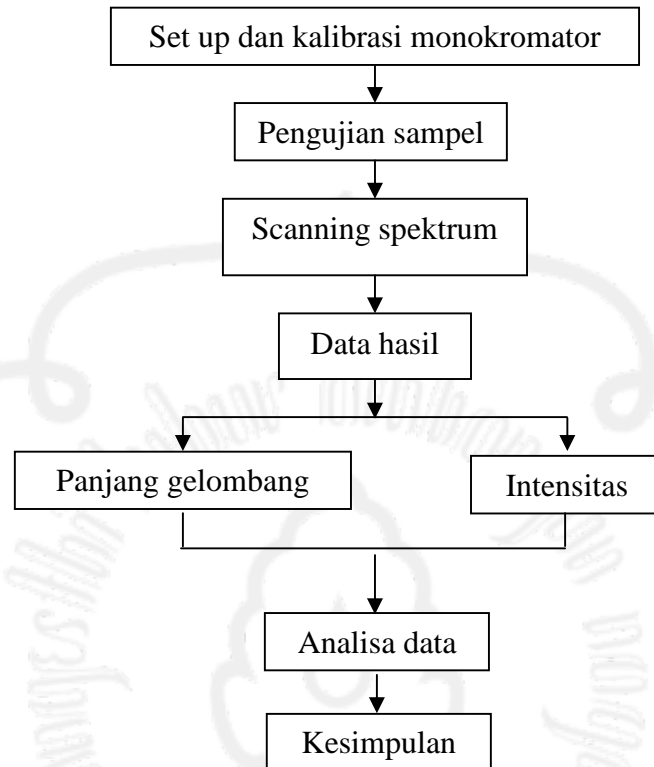 Set up dan kalibrasi monokromator
Pengujian sampel
Scanning spektrum
Data hasil
Panjang gelombang
Intensitas
Analisa data
Kesimpulan